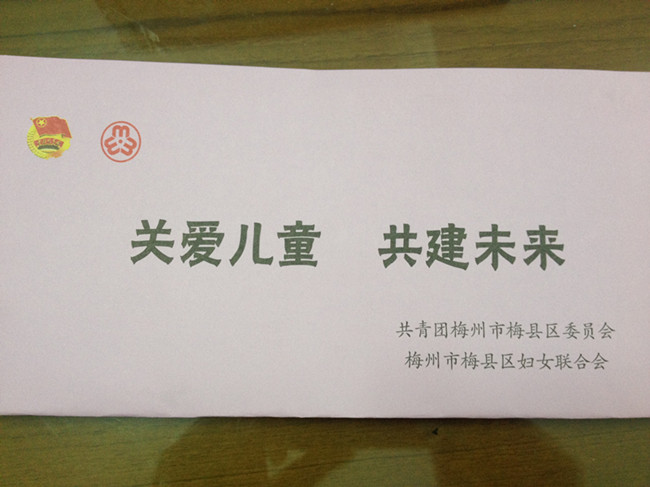 关爱儿童 共建未来
共青团梅州市梅县区委员会
梅州市梅县区妇女联合会